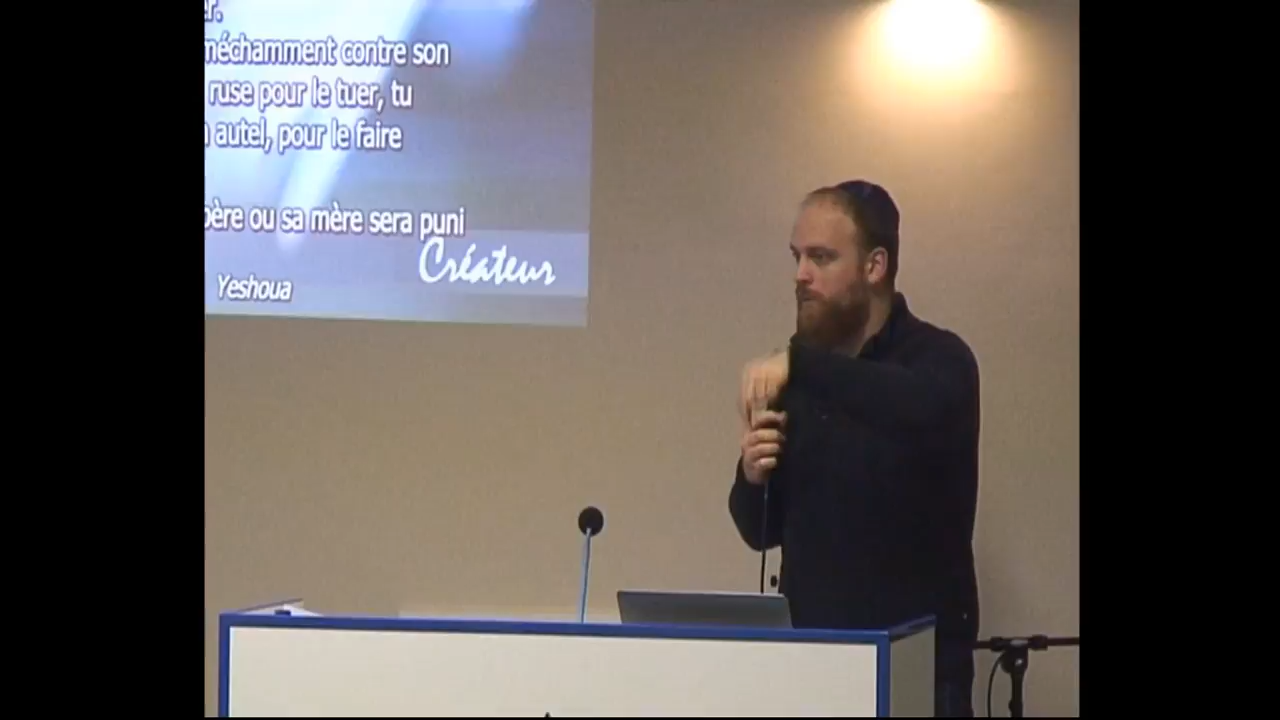 er.
méchamment contre son
ruse pour le tuer, tu
autel, pour le faire
père ou sa mère sera puni
Créateur
Yeshoua